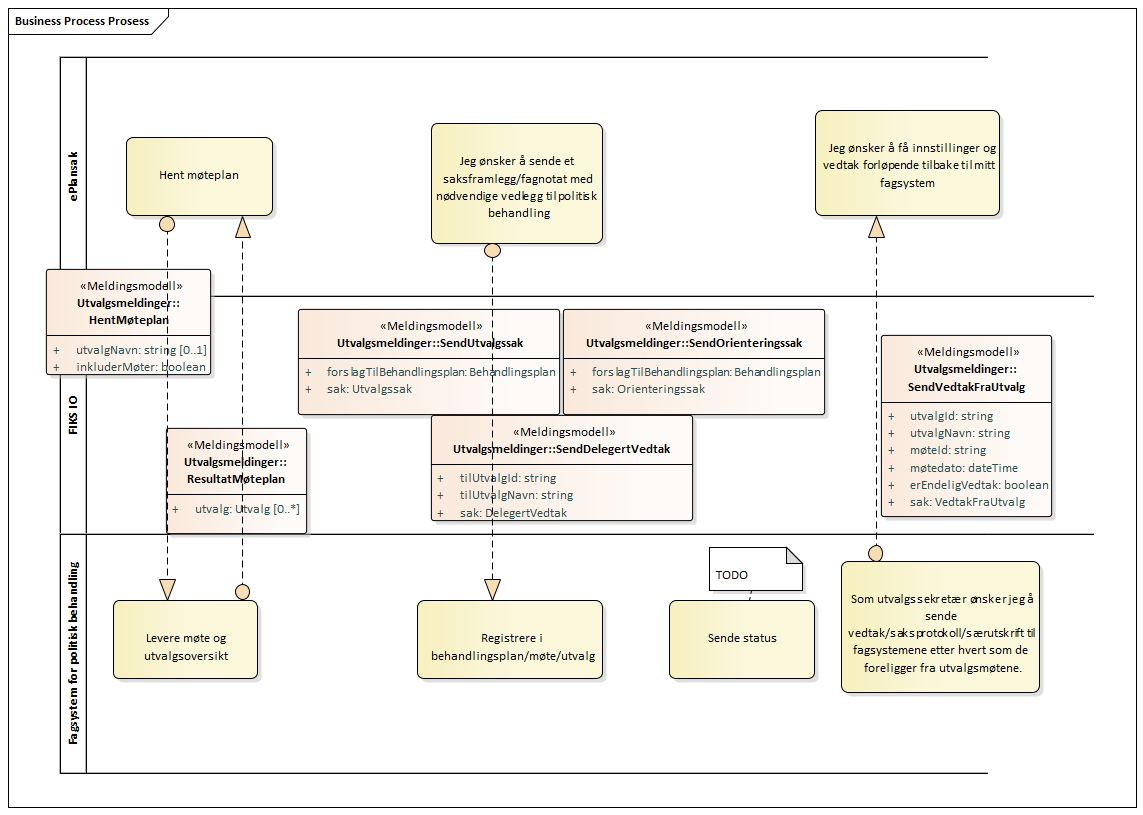 Business Process Prosess
ePlansak
Hent møteplan
Jeg ønsker å sende et
saksframlegg/fagnotat med
nødvendige vedlegg til politisk
behandling
Jeg ønsker å få innstillinger og
vedtak forløpende tilbake til mitt
fagsystem
FIKS IO
«Meldingsmodell»
Utvalgsmeldinger::
HentMøteplan
+ utvalgNavn: string [0..1]
+ inkluderMøter: boolean
«Meldingsmodell»
Utvalgsmeldinger::SendUtvalgssak
+ forslagTilBehandlingsplan: Behandlingsplan
+ sak: Utvalgssak
«Meldingsmodell»
Utvalgsmeldinger::SendOrienteringssak
+ forslagTilBehandlingsplan: Behandlingsplan
+ sak: Orienteringssak
«Meldingsmodell»
Utvalgsmeldinger::
SendVedtakFraUtvalg
+ utvalgId: string
+ utvalgNavn: string
+ møteId: string
+ møtedato: dateTime
+ erEndeligVedtak: boolean
+ sak: VedtakFraUtvalg
«Meldingsmodell»
Utvalgsmeldinger::
ResultatMøteplan
+ utvalg: Utvalg [0..*]
«Meldingsmodell»
Utvalgsmeldinger::SendDelegertVedtak
+ tilUtvalgId: string
+ tilUtvalgNavn: string
+ sak: DelegertVedtak
Fagsystem for politisk behandling
Levere møte og
utvalgsoversikt
Registrere i
behandlingsplan/møte/utvalg
TODO
Sende status
Som utvalgssekretær ønsker jeg å
sende
vedtak/saksprotokoll/særutskrift til
fagsystemene etter hvert som de
foreligger fra utvalgsmøtene.